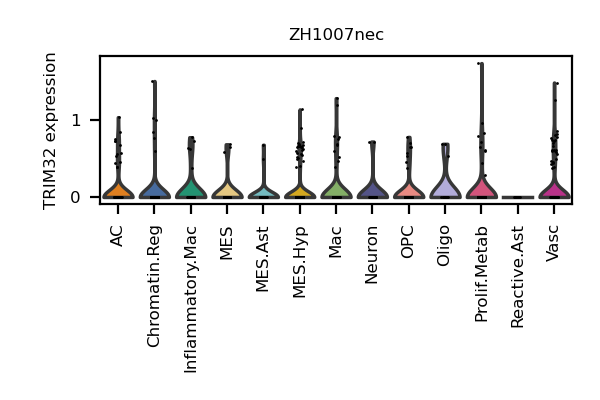 ZH1007nec
TRIM32 expression
1
0
AC
Chromatin.Reg
Inflammatory.Mac
MES
MES.Ast
MES.Hyp
Mac
Neuron
OPC
Oligo
Prolif.Metab
Reactive.Ast
Vasc